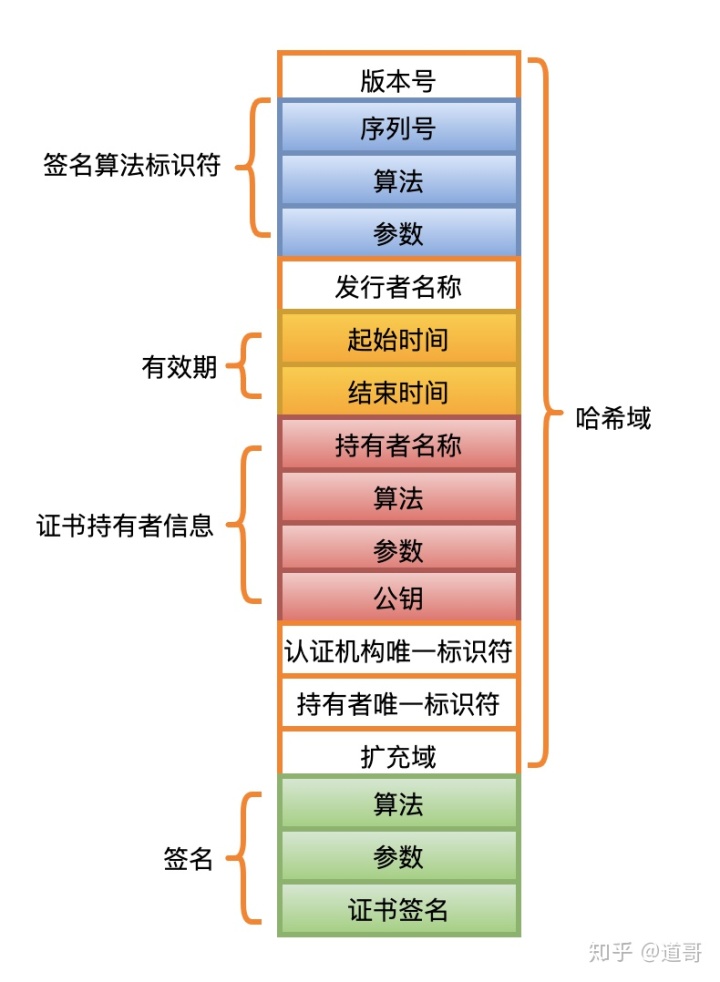 版本号
签名算法标识符
序列号
算法
参数
发行者名称
有效期
起始时间
结束时间
哈希域
证书持有者信息
持有者名称
算法
参数
公钥
认证机构唯一标识符
持有者唯一标识符
扩充域
签名
算法
参数
证书签名
知乎 @道哥